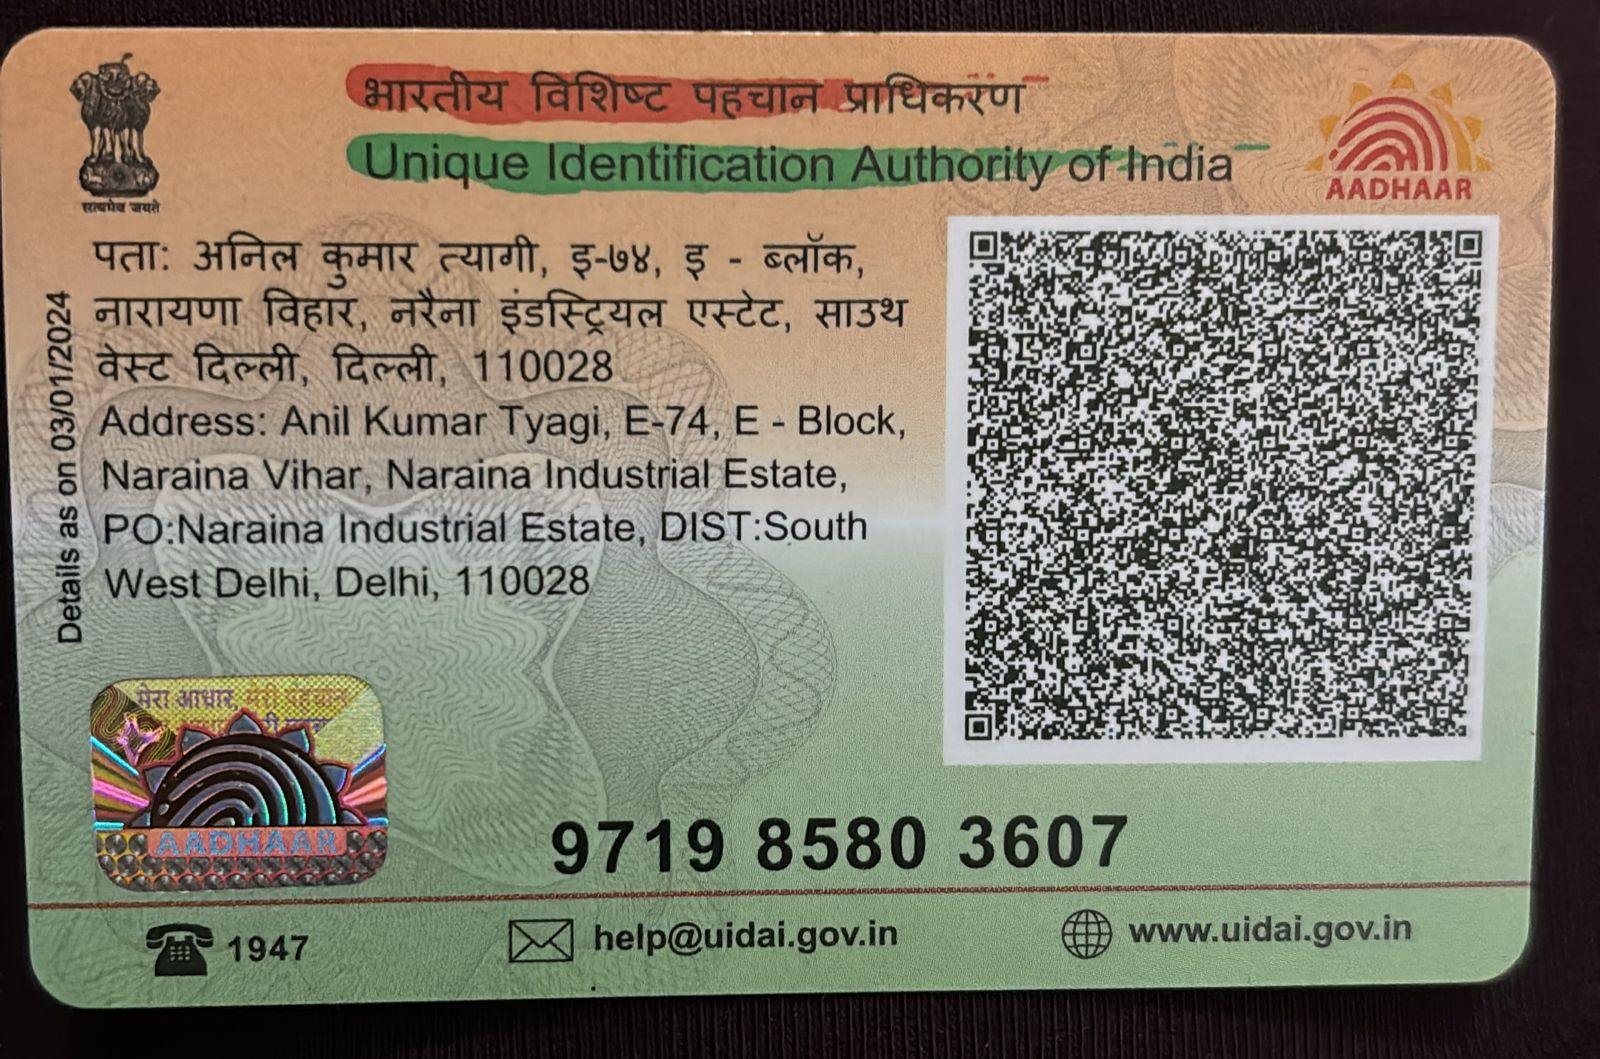 भारतीय विशिष्ट पहचान प्राधिकरण
Unique Identification Authority of India
सत्यमेव जयते
AADHAAR
पता: अनिल कुमार त्यागी, इ-७४, इ - ब्लॉक,
नारायणा विहार, नरैना इंडस्ट्रियल एस्टेट, साउथ
वेस्ट दिल्ली, दिल्ली, 110028
Address: Anil Kumar Tyagi, E-74, E - Block,
Naraina Vihar, Naraina Industrial Estate,
PO:Naraina Industrial Estate, DIST:South
West Delhi, Delhi, 110028
Details as on 03/01/2024
मेरा आधार, मेरी पहचान
AADHAAR
9719 8580 3607
1947
help@uidai.gov.in
www.uidai.gov.in